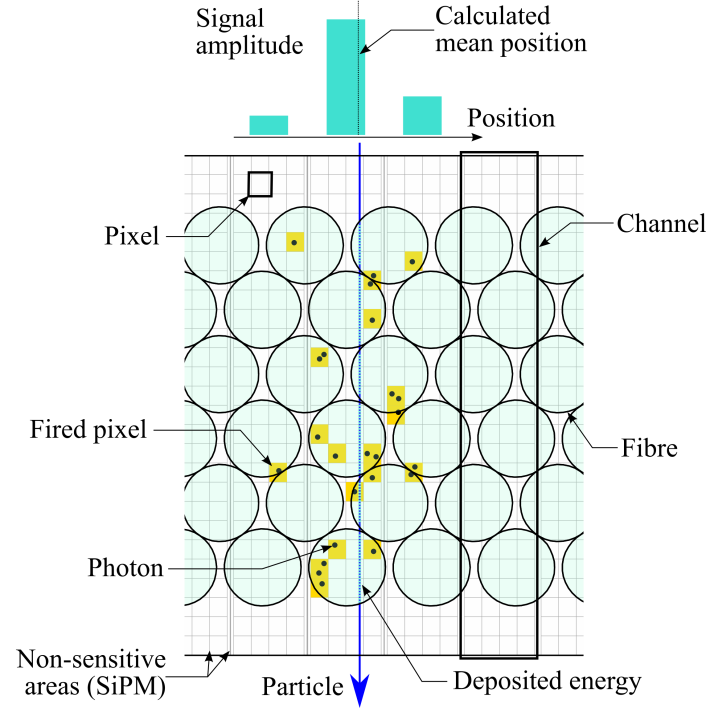 Signal
amplitude
Calculated
mean position
Position
Pixel
Channel
Fired pixel
Fibre
Photon
Non-sensitive
areas (SiPM)
Particle
Deposited energy